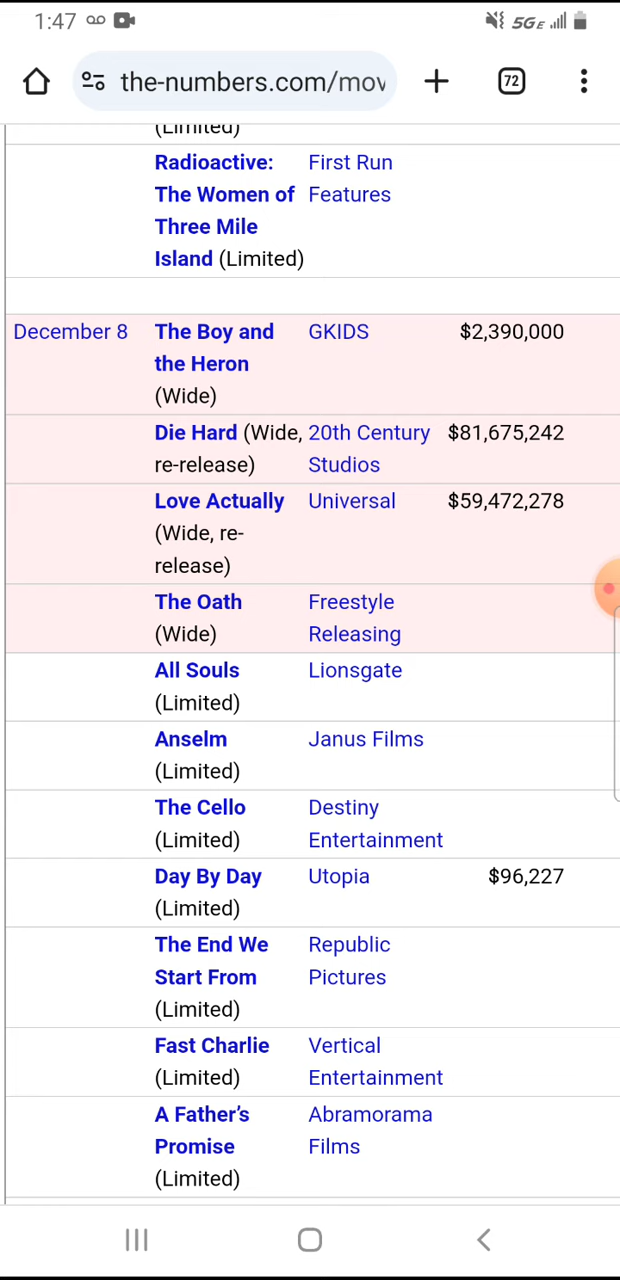 1:47
5GE
the-numbers.com/mov
72
(Limited)
Radioactive: First Run
The Women of Features
Three Mile
Island (Limited)
December 8 The Boy and GKIDS $2,390,000
the Heron
(Wide)
Die Hard (Wide, 20th Century $81,675,242
re-release) Studios
Love Actually Universal $59,472,278
(Wide, re-
release)
The Oath Freestyle
(Wide) Releasing
All Souls Lionsgate
(Limited)
Anselm Janus Films
(Limited)
The Cello Destiny
(Limited) Entertainment
Day By Day Utopia $96,227
(Limited)
The End We Republic
Start From Pictures
(Limited)
Fast Charlie Vertical
(Limited) Entertainment
A Father’s Abramorama
Promise Films
(Limited)